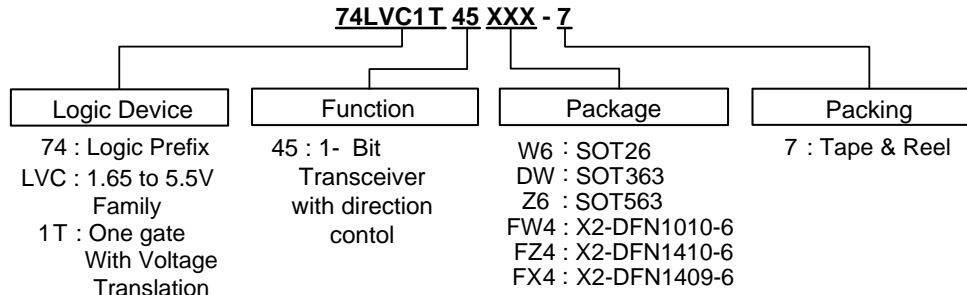 74LVC1T 45 XXX - 7
Logic Device
74 : Logic Prefix
LVC : 1.65 to 5.5V
Family
1T : One gate
With Voltage
Translation
Function
45 : 1- Bit
Transceiver
with direction
contol
Package
W6 : SOT26
DW : SOT363
Z6 : SOT563
FW4 : X2-DFN1010-6
FZ4 : X2-DFN1410-6
FX4 : X2-DFN1409-6
Packing
7 : Tape & Reel